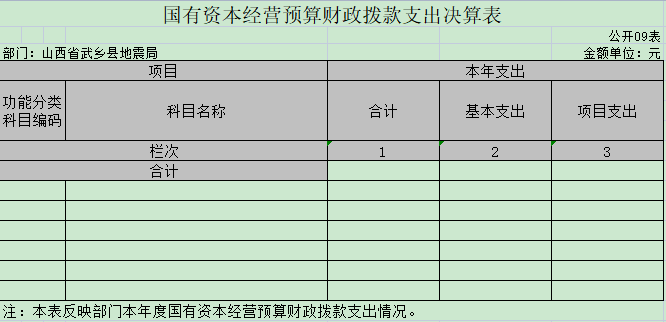 国有资本经营预算财政拨款支出决算表
公开09表
部门：山西省武乡县地震局 金额单位：元
项目 本年支出
功能分类科目编码 科目名称 合计 基本支出 项目支出
栏次 1 2 3
合计
注：本表反映部门本年度国有资本经营预算财政拨款支出情况。